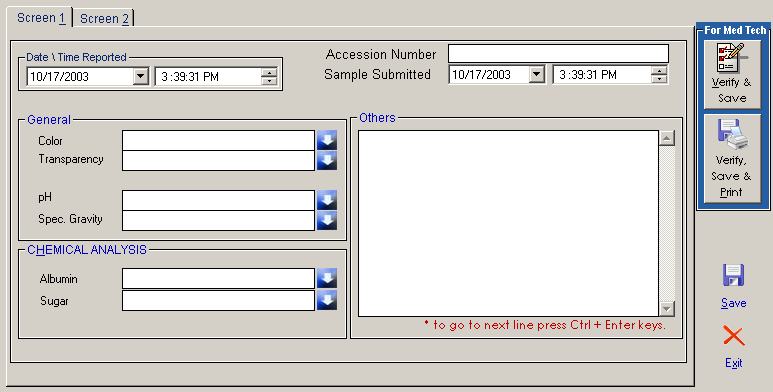 Screen 1 Screen 2
Date \ Time Reported
10/17/2003 3:39:31 PM
Accession Number
Sample Submitted 10/17/2003 3:39:31 PM
General
Color
Transparency
pH
Spec. Gravity
CHEMICAL ANALYSIS
Albumin
Sugar
Others
* to go to next line press Ctrl + Enter keys.
For Med Tech
Verify &
Save
Verify,
Save &
Print
Save
Exit